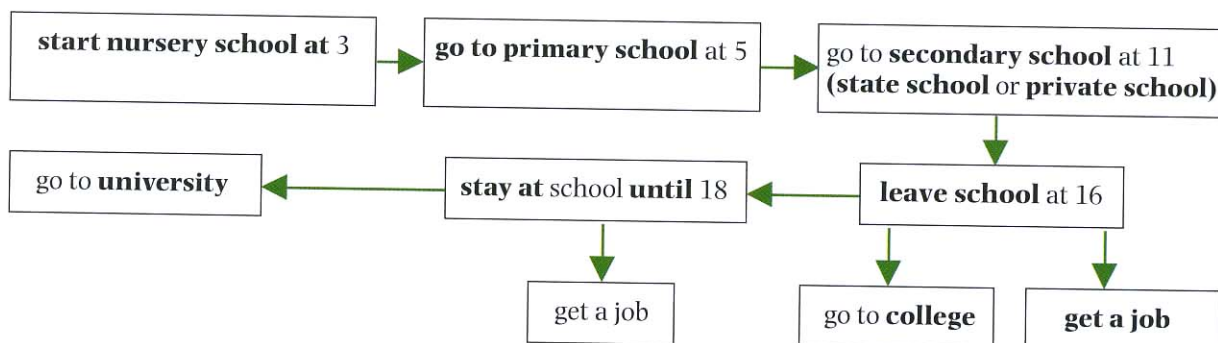 start nursery school at 3
go to primary school at 5
go to secondary school at 11
(state school or private school)
go to university
stay at school until 18
leave school at 16
get a job
go to college
get a job